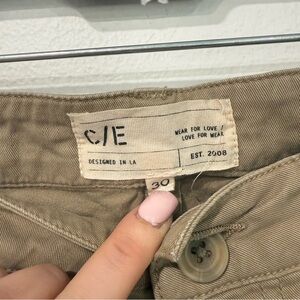 C/E
WEAR FOR LOVE /
LOVE FOR WEAR
DESIGNED IN LA
EST. 2008
30